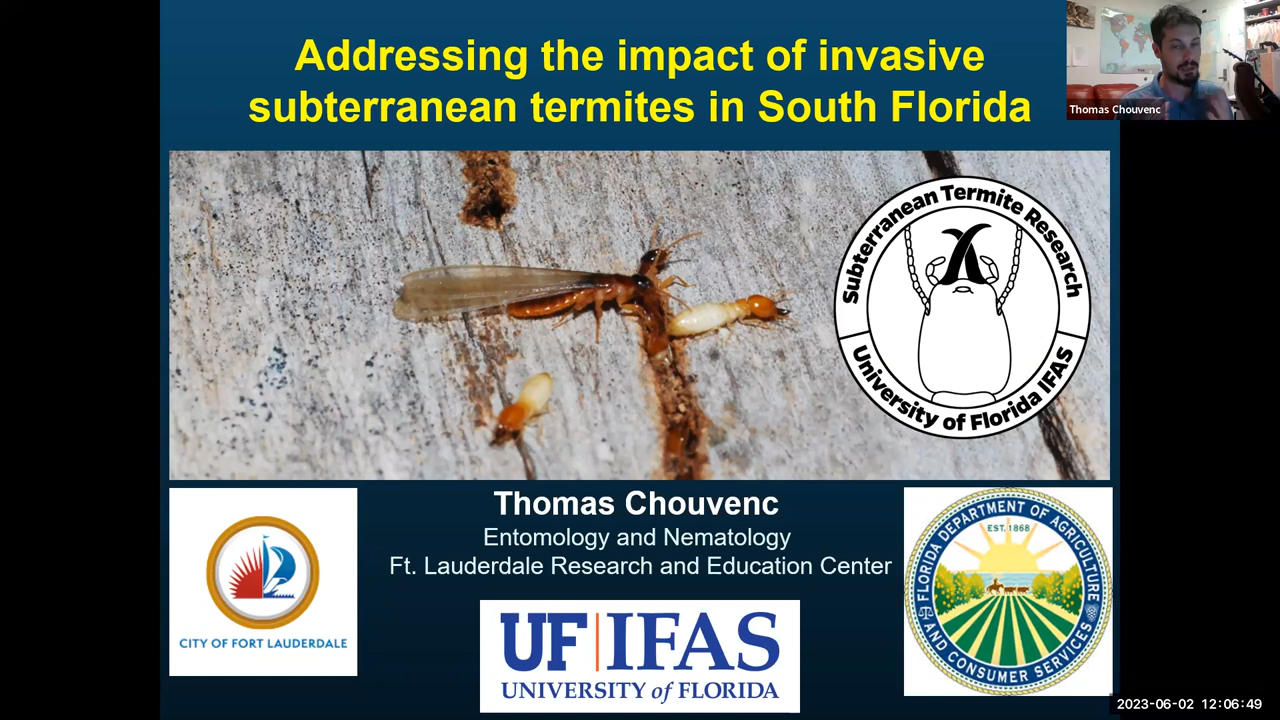 Addressing the impact of invasive
subterranean termites in South Florida
Thomas Chouvenc
Subterranean Termite Research
University of Florida IFAS
Thomas Chouvenc
Entomology and Nematology
Ft. Lauderdale Research and Education Center
CITY OF FORT LAUDERDALE
UF|IFAS
UNIVERSITY of FLORIDA
FLORIDA DEPARTMENT OF AGRICULTURE
EST. 1868
AND CONSUMER SERVICES
2023-06-02 12:06:49